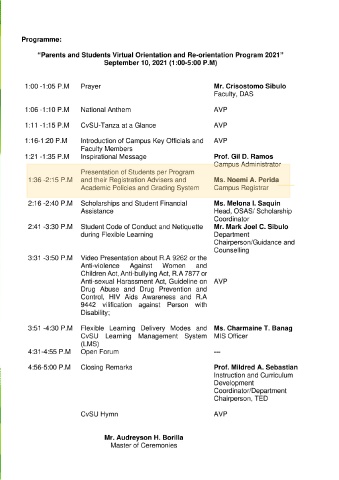 Programme:
“Parents and Students Virtual Orientation and Re-orientation Program 2021”
September 10, 2021 (1:00-5:00 P.M)
1:00 -1:05 P.M Prayer Mr. Crisostomo Sibulo
Faculty, DAS
1:06 -1:10 P.M National Anthem AVP
1:11 -1:15 P.M CvSU-Tanza at a Glance AVP
1:16-1:20 P.M Introduction of Campus Key Officials and AVP
Faculty Members
1:21 -1:35 P.M Inspirational Message Prof. Gil D. Ramos
Campus Administrator
Presentation of Students per Program
1:36 -2:15 P.M and their Registration Advisers and Ms. Noemi A. Perida
Academic Policies and Grading System Campus Registrar
2:16 -2:40 P.M Scholarships and Student Financial Ms. Melona I. Saquin
Assistance Head, OSAS/ Scholarship
Coordinator
2:41 -3:30 P.M Student Code of Conduct and Netiquette Mr. Mark Joel C. Sibulo
during Flexible Learning Department
Chairperson/Guidance and
Counselling
3:31 -3:50 P.M Video Presentation about R.A 9262 or the
Anti-violence Against Women and
Children Act, Anti-bullying Act, R.A 7877 or
Anti-sexual Harassment Act, Guideline on AVP
Drug Abuse and Drug Prevention and
Control, HIV Aids Awareness and R.A
9442 vilification against Person with
Disability;
3:51 -4:30 P.M Flexible Learning Delivery Modes and Ms. Charmaine T. Banag
CvSU Learning Management System MIS Officer
(LMS)
4:31-4:55 P.M Open Forum ---
4:56-5:00 P.M Closing Remarks Prof. Mildred A. Sebastian
Instruction and Curriculum
Development
Coordinator/Department
Chairperson, TED
CvSU Hymn AVP
Mr. Audreyson H. Borilla
Master of Ceremonies